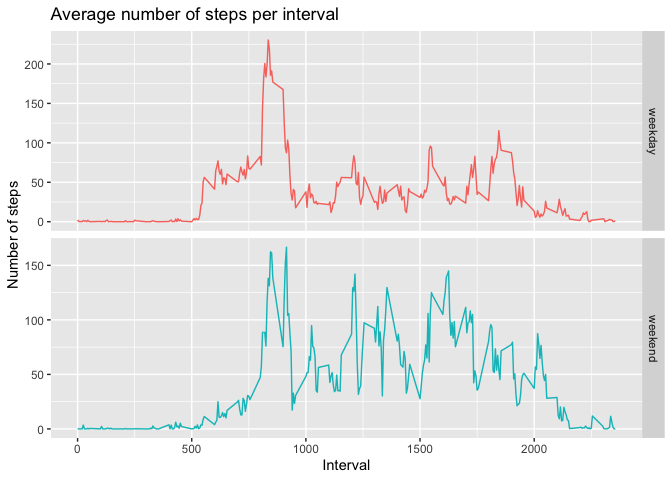 Average number of steps per interval
Number of steps
200
150
100
50
0
weekday
150
100
50
0
weekend
0 500 1000 1500 2000
Interval